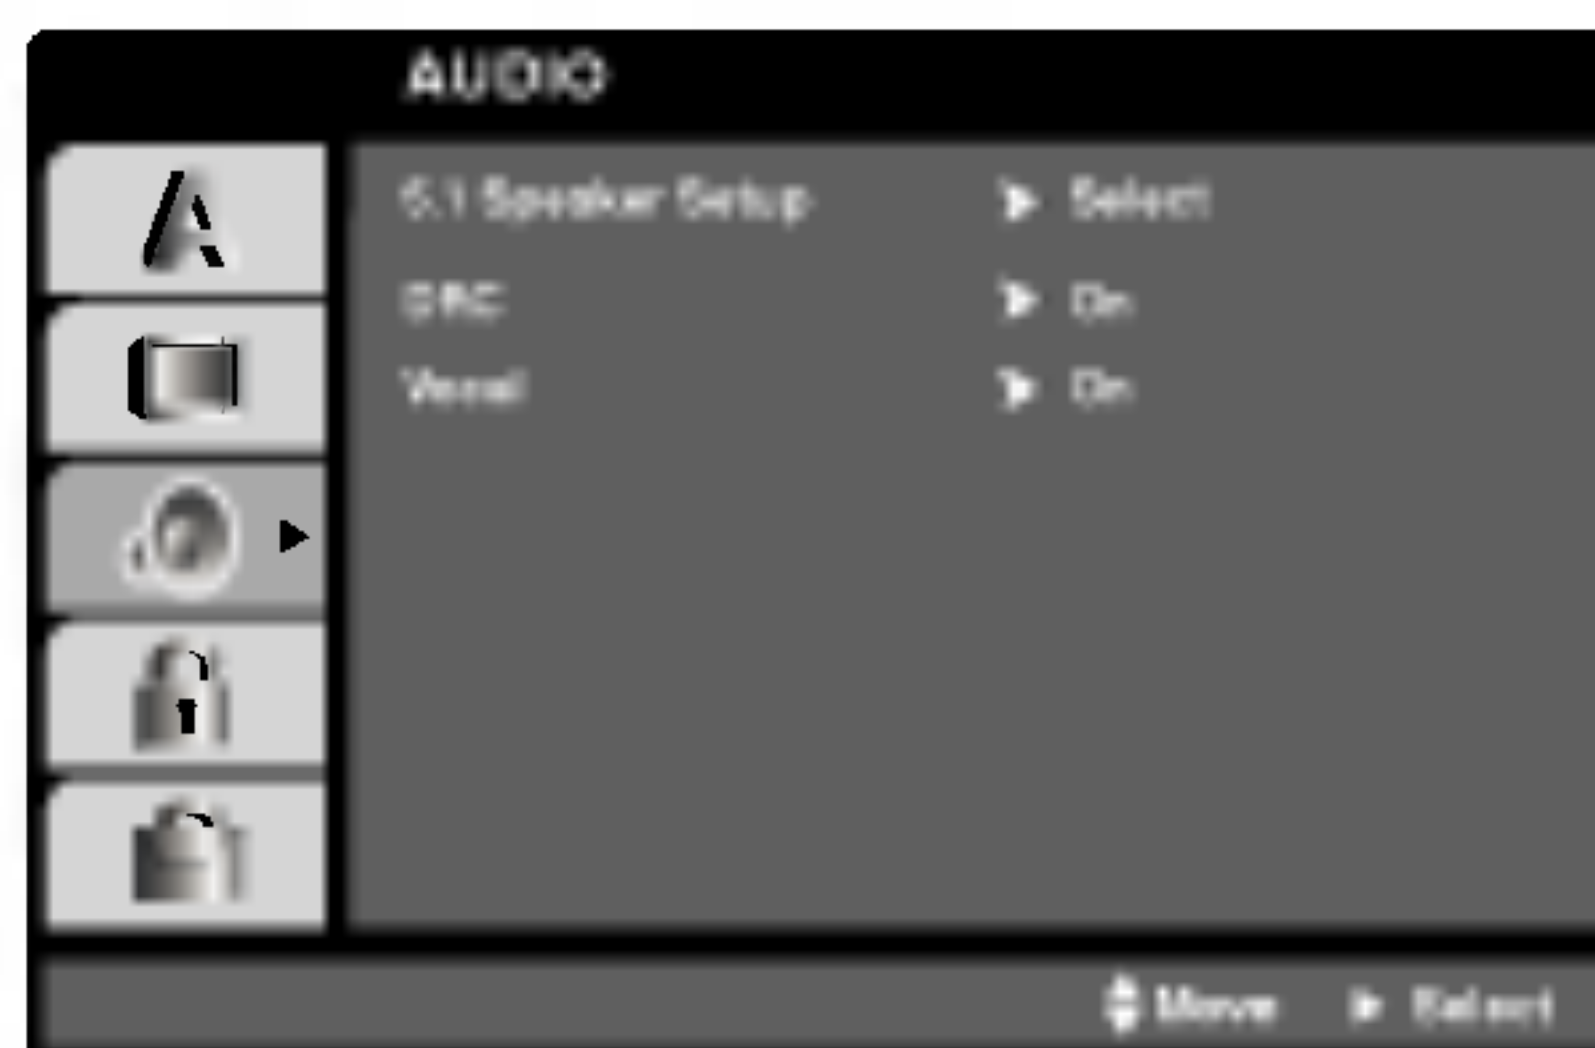 AUDIO
5.1 Speaker Setup ► Select
DRC ► On
Vocal ► On
Move ► Select